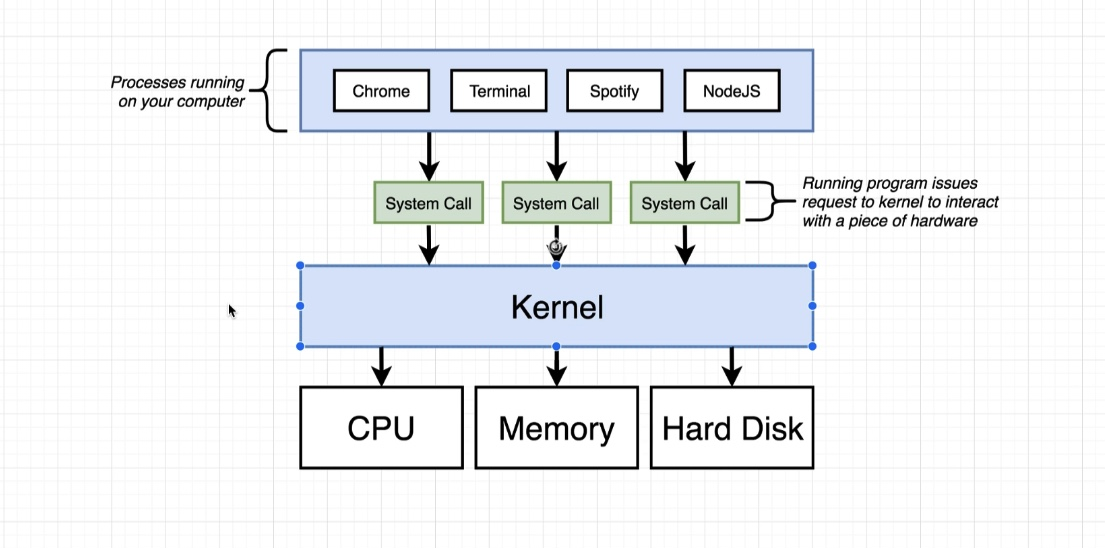 Processes running
on your computer
Chrome
Terminal
Spotify
NodeJS
System Call
System Call
System Call
Running program issues
request to kernel to interact
with a piece of hardware
Kernel
CPU
Memory
Hard Disk